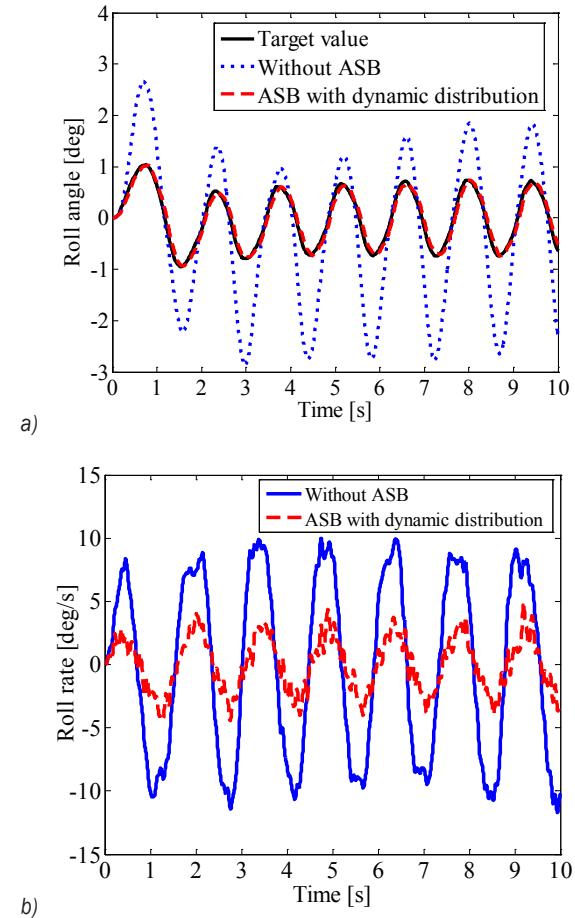 4
3
2
1
0
-1
-2
-3
Roll angle [deg]
Target value
Without ASB
ASB with dynamic distribution
0 1 2 3 4 5 6 7 8 9 10
Time [s]
a)
15
10
5
0
-5
-10
-15
Roll rate [deg/s]
Without ASB
ASB with dynamic distribution
0 1 2 3 4 5 6 7 8 9 10
Time [s]
b)